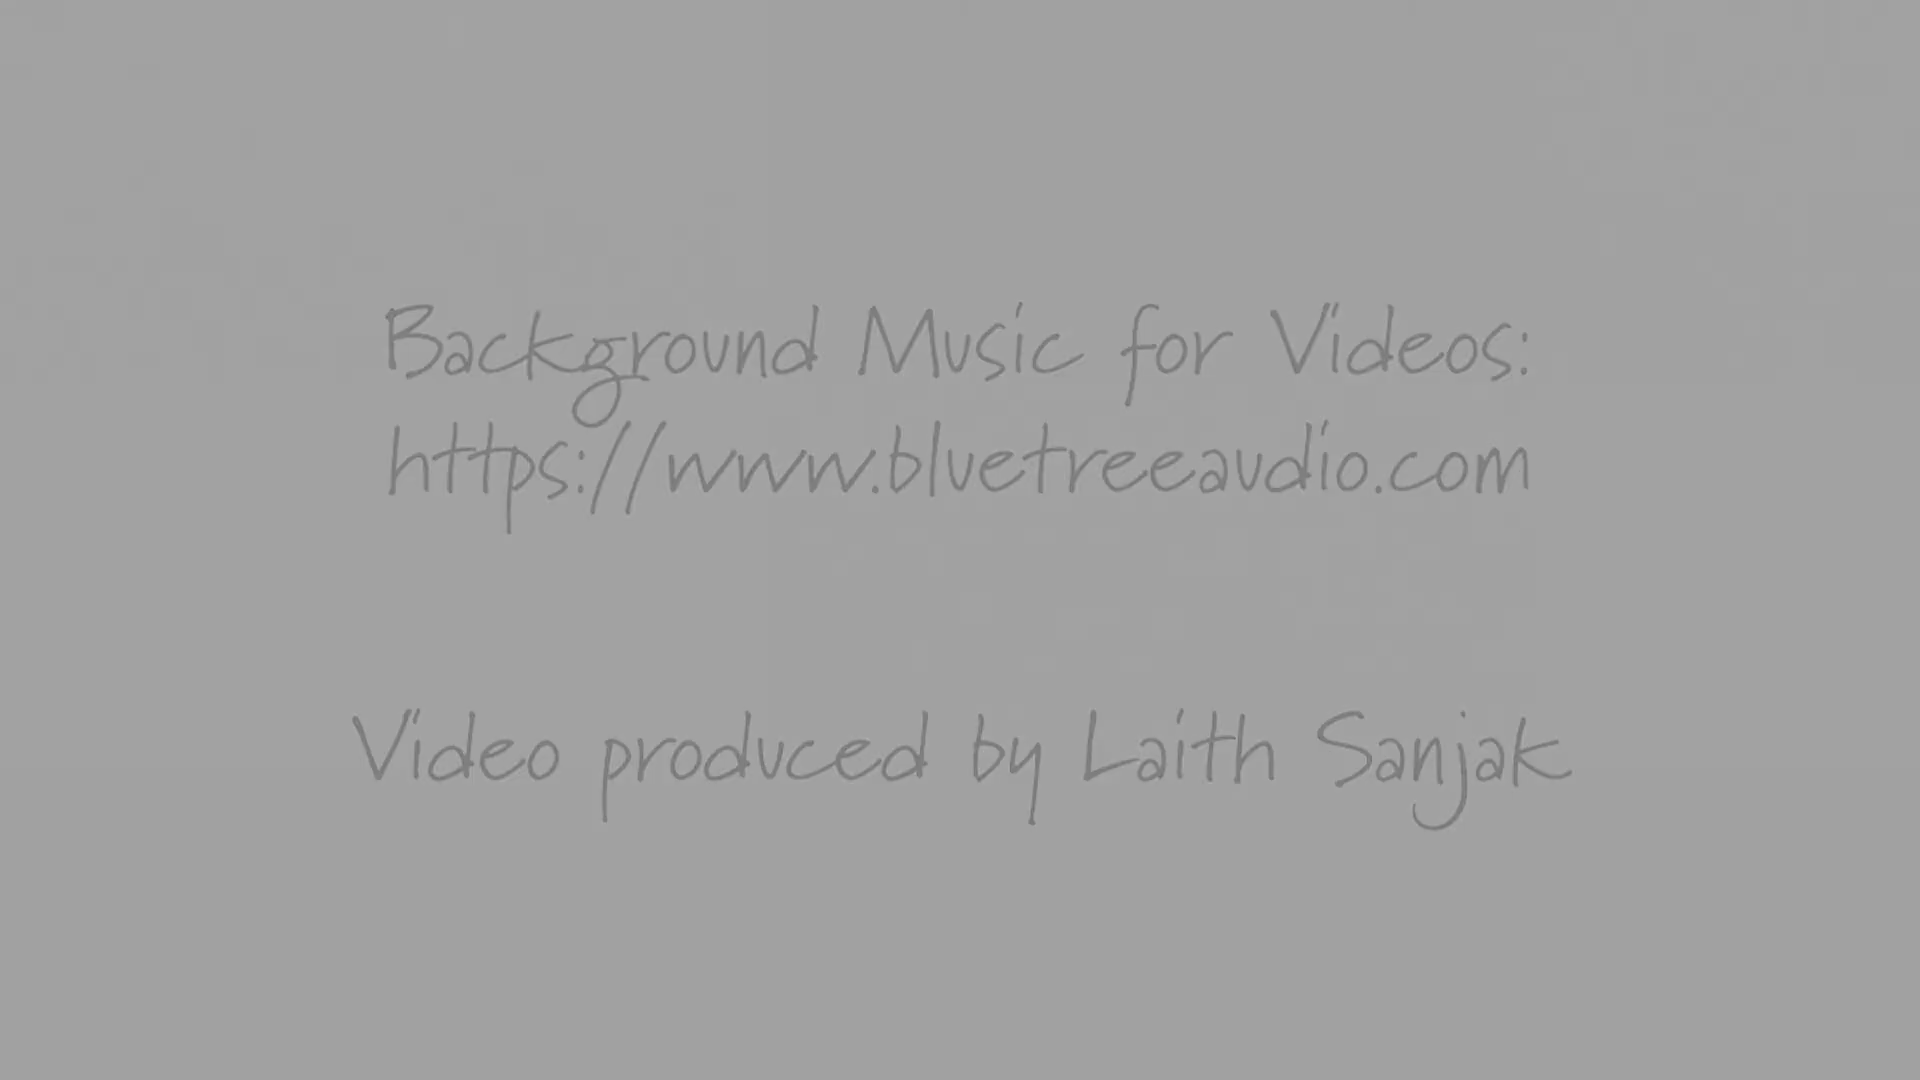 Background Music for Videos:
https://www.bluetreeaudio.com
Video produced by Laith Sanjak